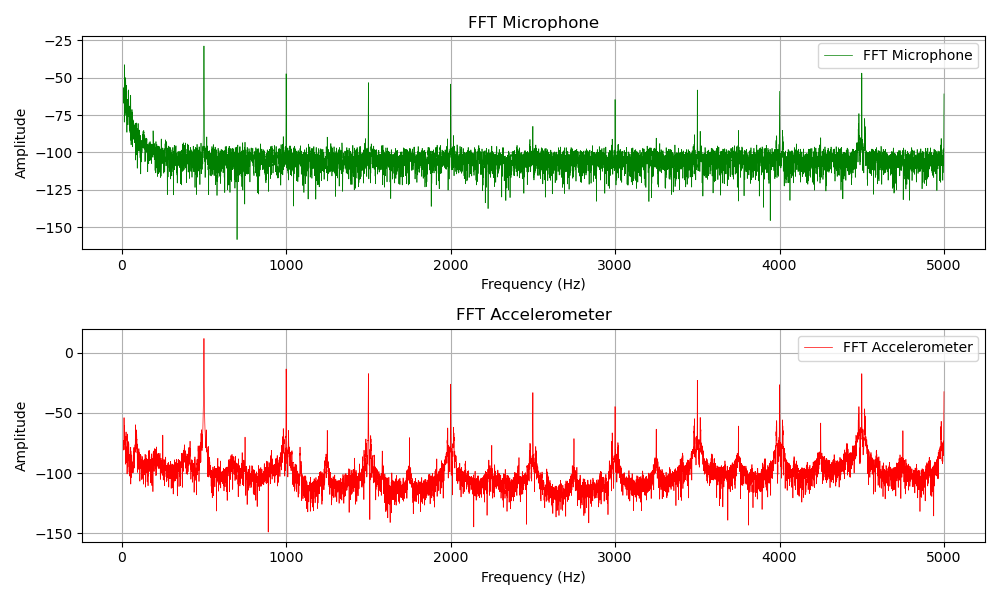 FFT Microphone
−25
−50
−75
−100
−125
−150
Amplitude
FFT Microphone
0
1000
2000
3000
4000
5000
Frequency (Hz)
FFT Accelerometer
0
−50
−100
−150
Amplitude
FFT Accelerometer
0
1000
2000
3000
4000
5000
Frequency (Hz)